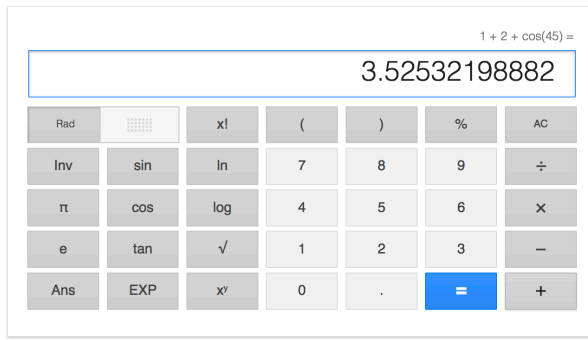 1 + 2 + cos(45) =
3.52532198882
Rad x! ( ) % AC
Inv sin ln 7 8 9 ÷
π cos log 4 5 6 ×
e tan √ 1 2 3 −
Ans EXP xʸ 0 . = +